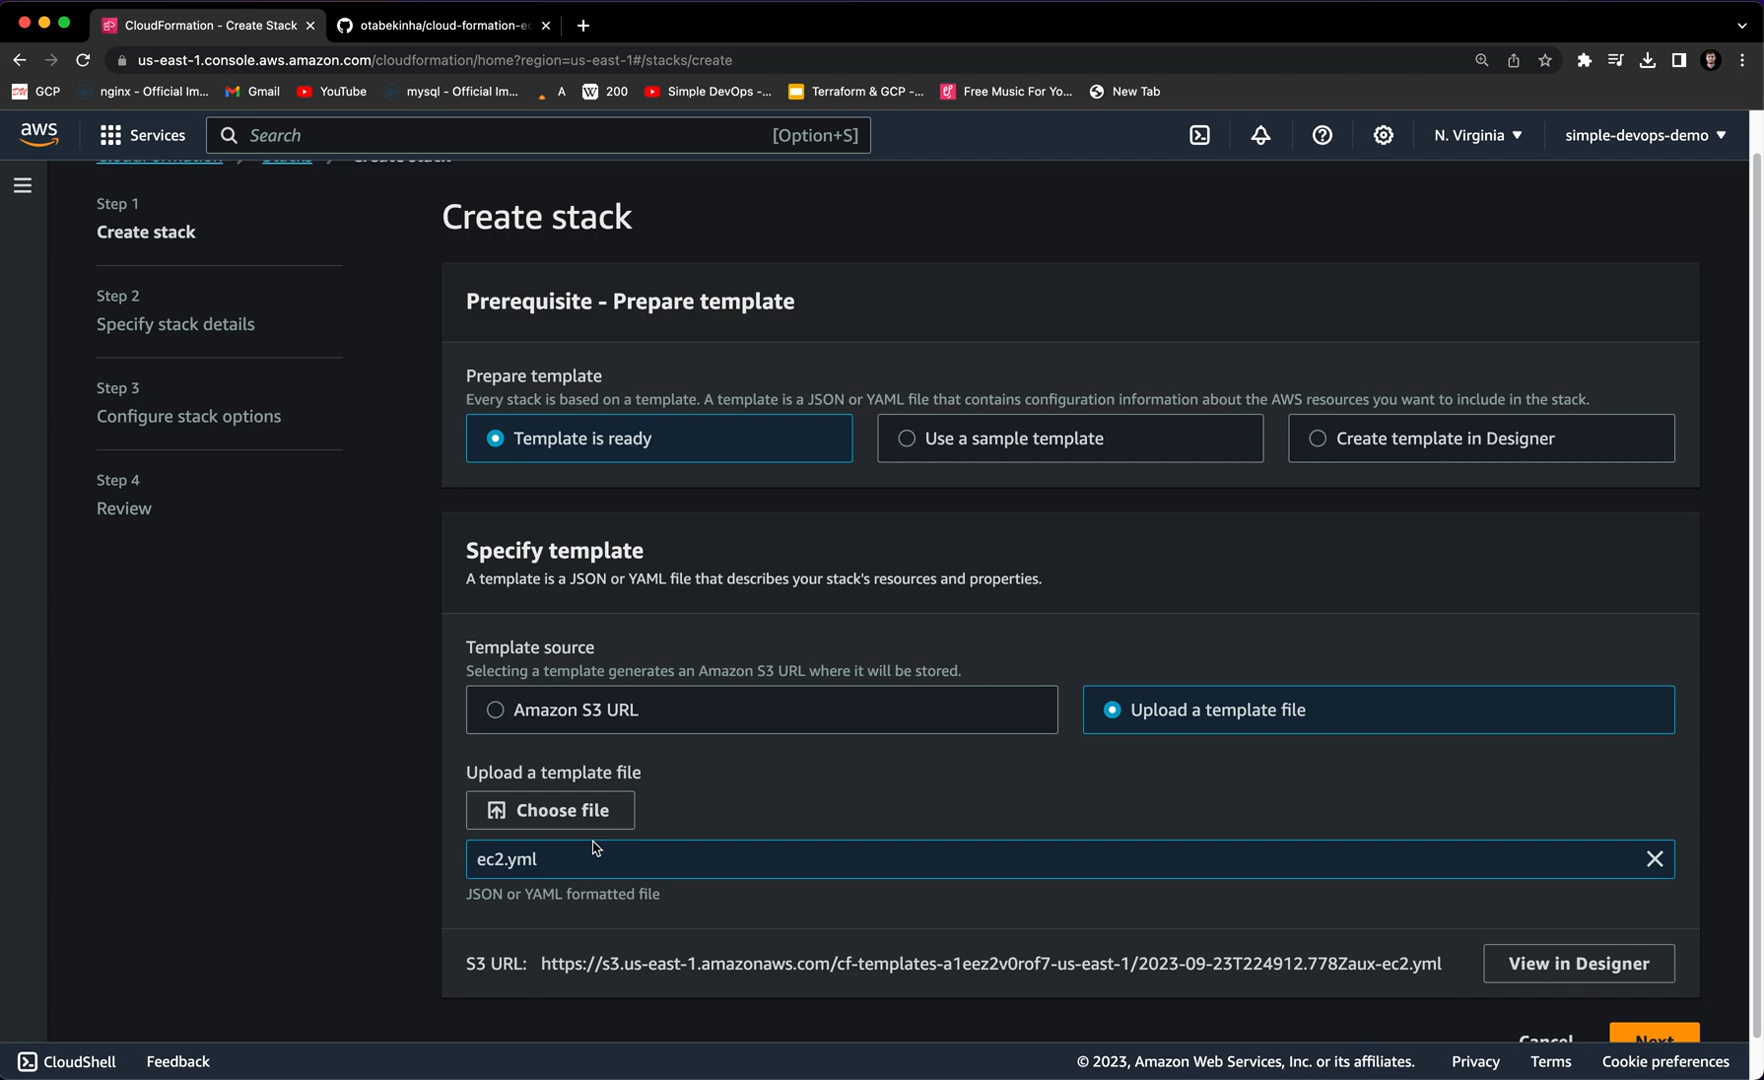 CloudFormation - Create Stack
otabekinha/cloud-formation-ec
us-east-1.console.aws.amazon.com/cloudformation/home?region=us-east-1#/stacks/create
GCP
nginx - Official Im...
Gmail
YouTube
mysql - Official Im...
A
200
Simple DevOps -...
Terraform & GCP -...
Free Music For Yo...
New Tab
aws
Services
Search
[Option+S]
N. Virginia
simple-devops-demo
CloudFormation
Stacks
Create stack
Step 1
Create stack
Step 2
Specify stack details
Step 3
Configure stack options
Step 4
Review
Create stack
Prerequisite - Prepare template
Prepare template
Every stack is based on a template. A template is a JSON or YAML file that contains configuration information about the AWS resources you want to include in the stack.
Template is ready
Use a sample template
Create template in Designer
Specify template
A template is a JSON or YAML file that describes your stack's resources and properties.
Template source
Selecting a template generates an Amazon S3 URL where it will be stored.
Amazon S3 URL
Upload a template file
Upload a template file
Choose file
ec2.yml
JSON or YAML formatted file
S3 URL: https://s3.us-east-1.amazonaws.com/cf-templates-a1eez2v0rof7-us-east-1/2023-09-23T224912.778Zaux-ec2.yml
View in Designer
Cancel
Next
CloudShell
Feedback
© 2023, Amazon Web Services, Inc. or its affiliates.
Privacy
Terms
Cookie preferences